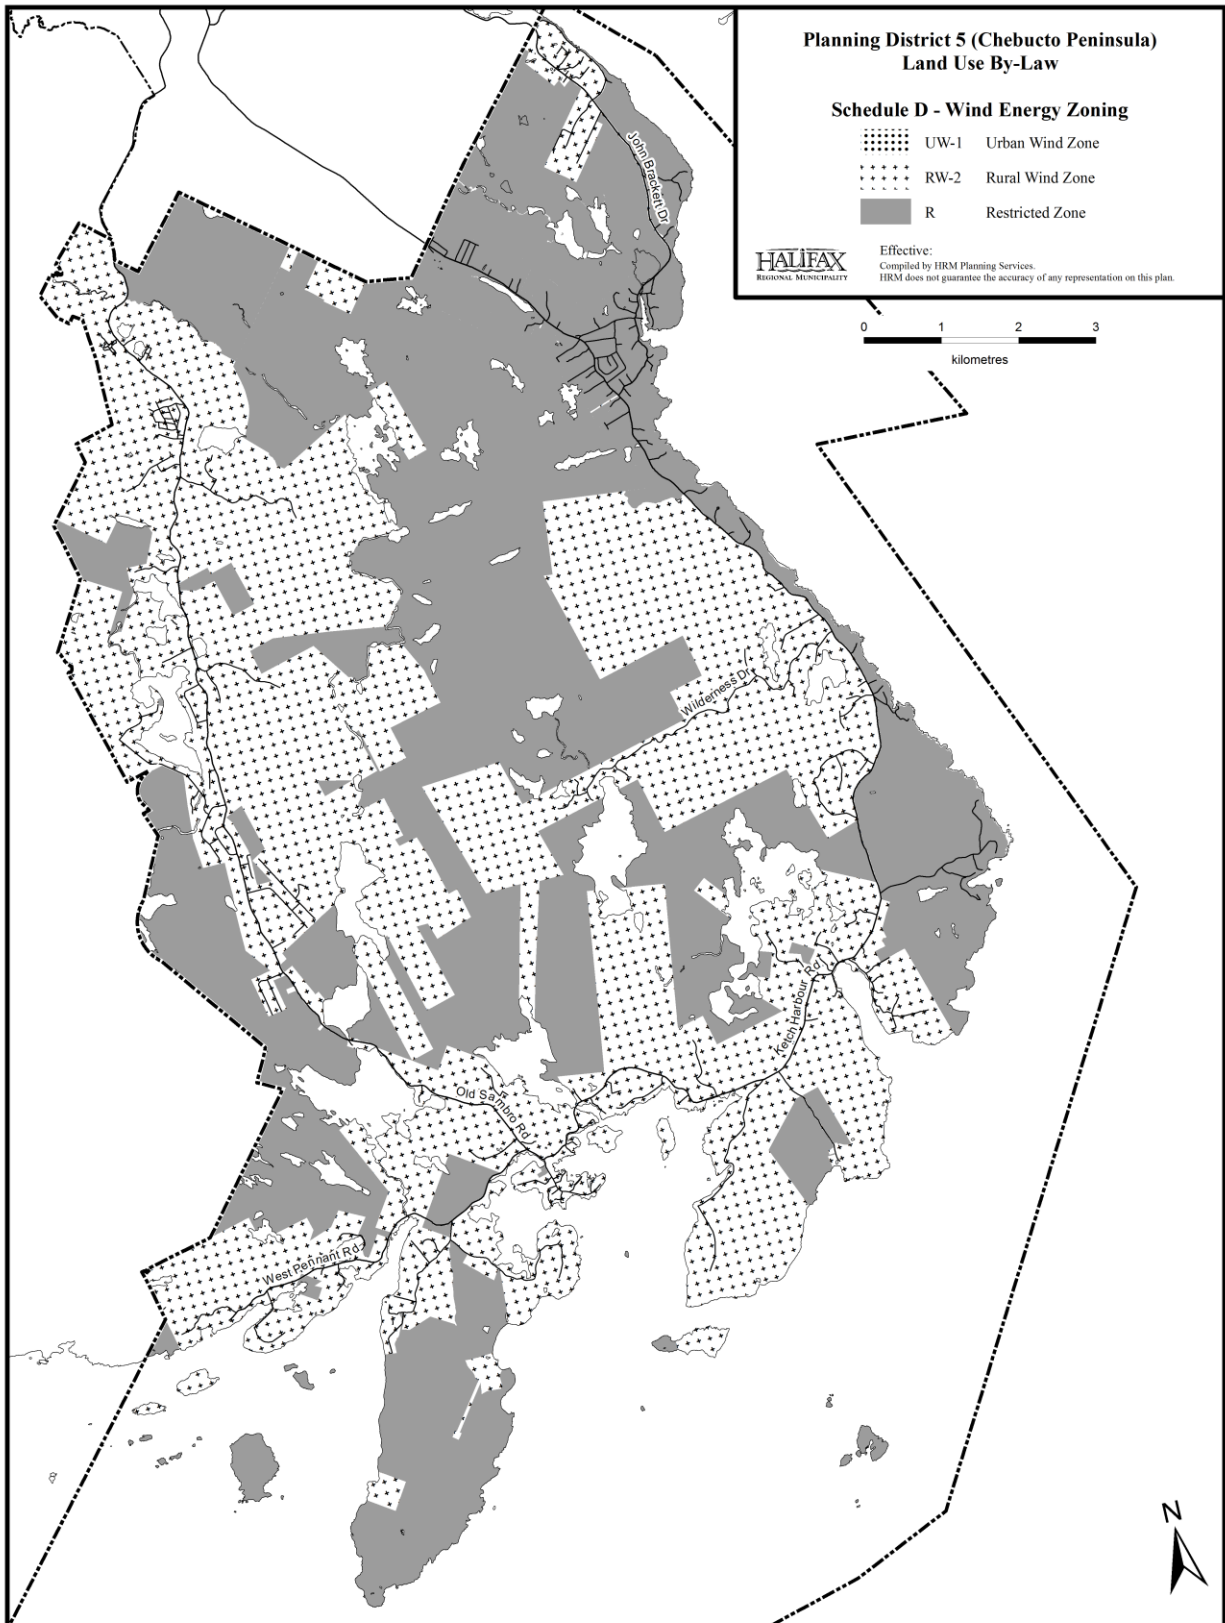 Planning District 5 (Chebucto Peninsula)
Land Use By-Law
Schedule D - Wind Energy Zoning
UW-1 Urban Wind Zone
RW-2 Rural Wind Zone
R Restricted Zone
HALIFAX
REGIONAL MUNICIPALITY
Effective:
Compiled by HRM Planning Services.
HRM does not guarantee the accuracy of any representation on this plan.
0 1 2 3
kilometres
John Brackett Dr
Wilderness Dr
Ketch Harbour Rd
Old Sambro Rd
West Pennant Rd
N